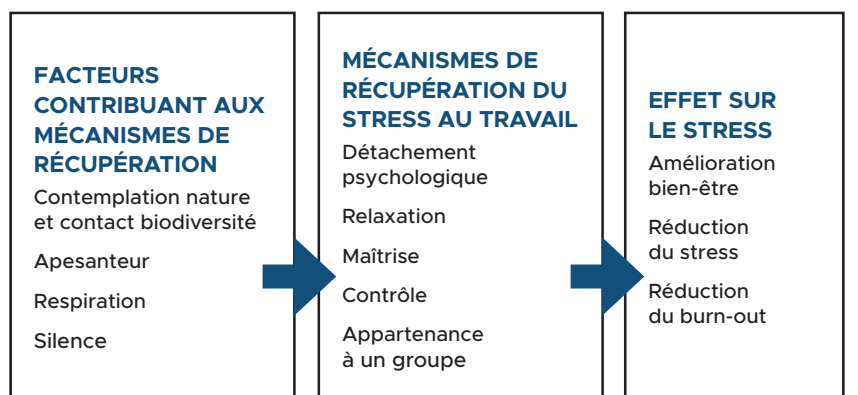 FACTEURS
CONTRIBUANT AUX
MÉCANISMES DE
RÉCUPÉRATION
Contemplation nature
et contact biodiversité
Apesanteur
Respiration
Silence
MÉCANISMES DE
RÉCUPÉRATION DU
STRESS AU TRAVAIL
Détachement
psychologique
Relaxation
Maîtrise
Contrôle
Appartenance
à un groupe
EFFET SUR
LE STRESS
Amélioration
bien-être
Réduction
du stress
Réduction
du burn-out